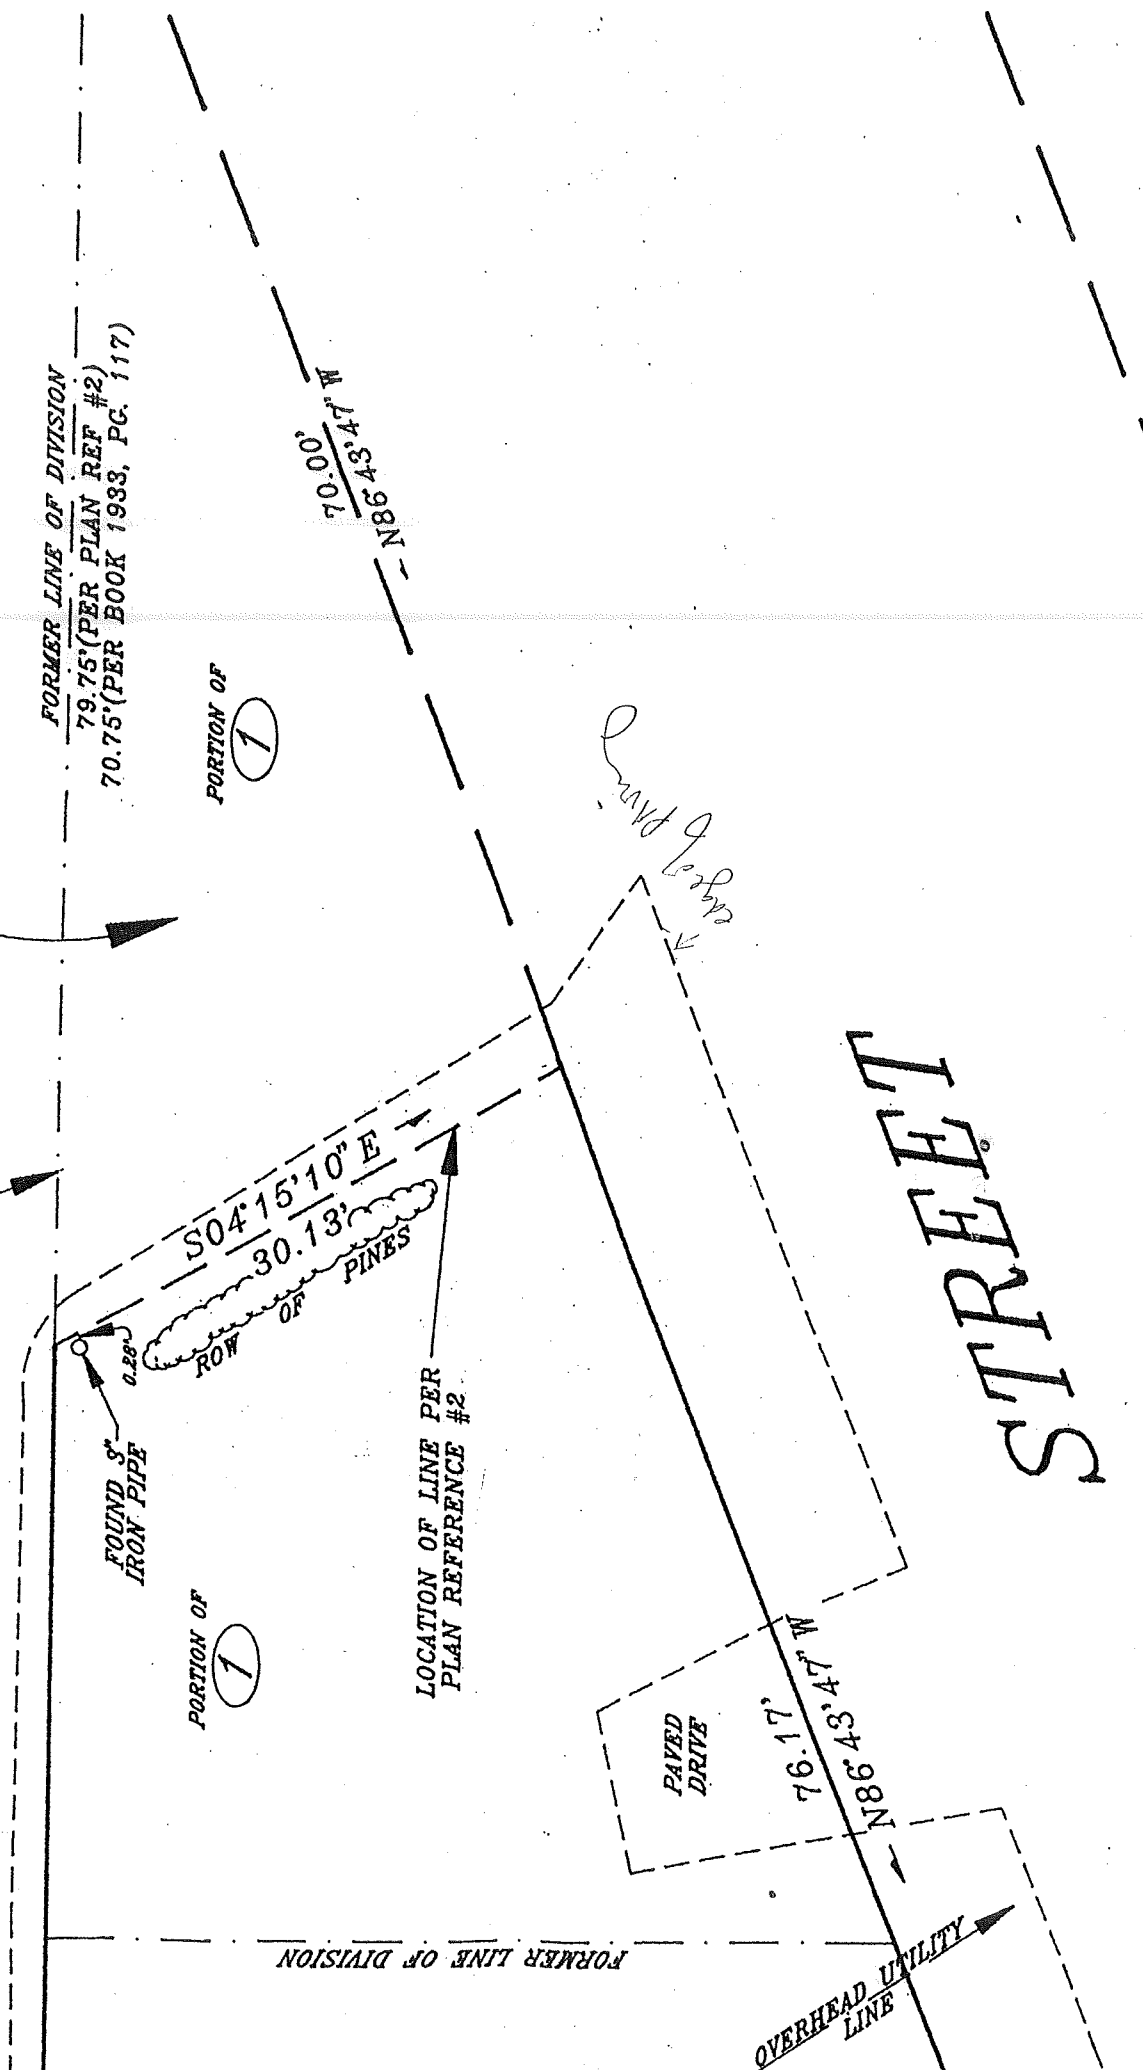 FORMER LINE OF DIVISION
79.75'(PER PLAN REF #2)
70.75'(PER BOOK 1933, PG. 117)
PORTION OF
1
70.00'
N86°43'47" W
edge of
S04°15'10" E
30.13'
ROW OF PINES
0.28'
FOUND 3"
IRON PIPE
PORTION OF
1
LOCATION OF LINE PER
PLAN REFERENCE #2
STREET
PAVED
DRIVE
76.17'
N86°43'47" W
FORMER LINE OF DIVISION
OVERHEAD UTILITY
LINE